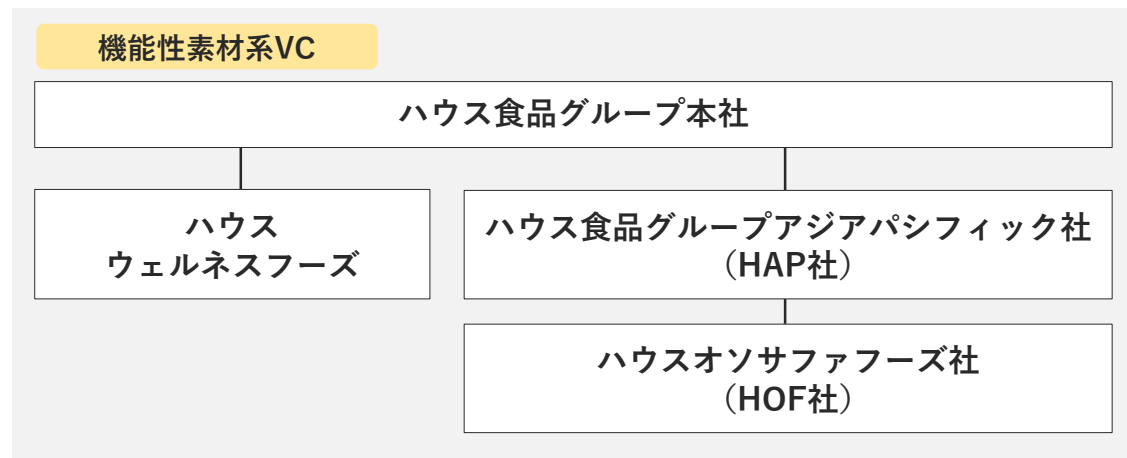 機能性素材系VC
ハウス食品グループ本社
ハウス
ウェルネスフーズ
ハウス食品グループアジアパシフィック社
（HAP社）
ハウスオソサファフーズ社
（HOF社）